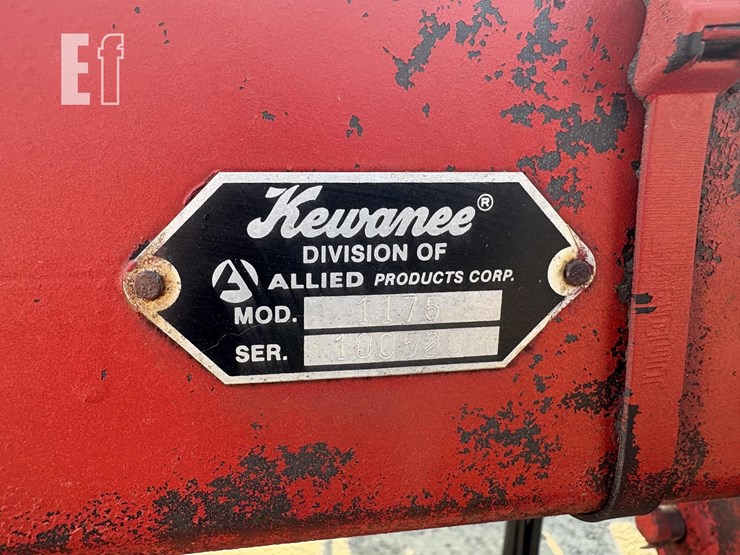 Ef
Kewanee®
DIVISION OF
ALLIED PRODUCTS CORP.
MOD. 1175
SER.